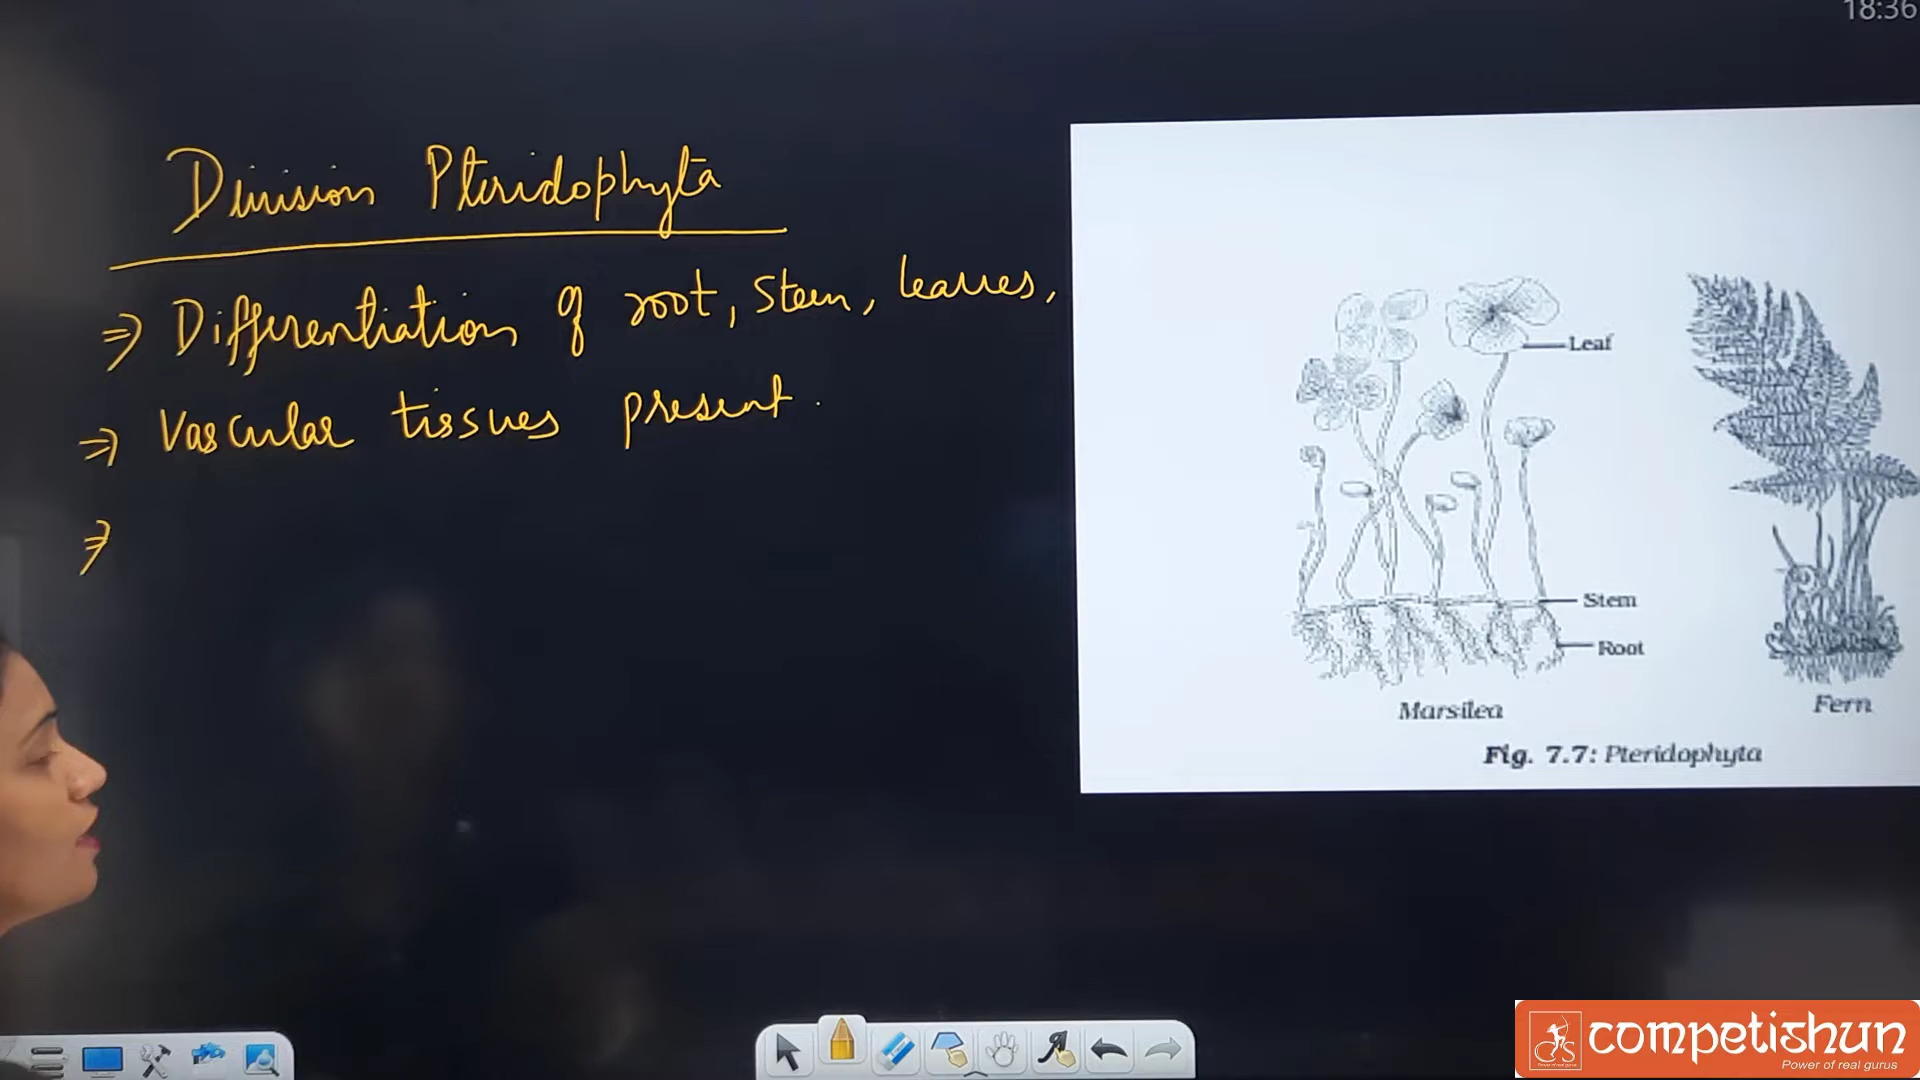 18:36
Division Pteridophyta
⇒ Differentiation of root, stem, leaves,
⇒ Vascular tissues present.
⇒
Leaf
Stem
Root
Marsilea
Fern
Fig. 7.7: Pteridophyta
competishun
Power of real gurus